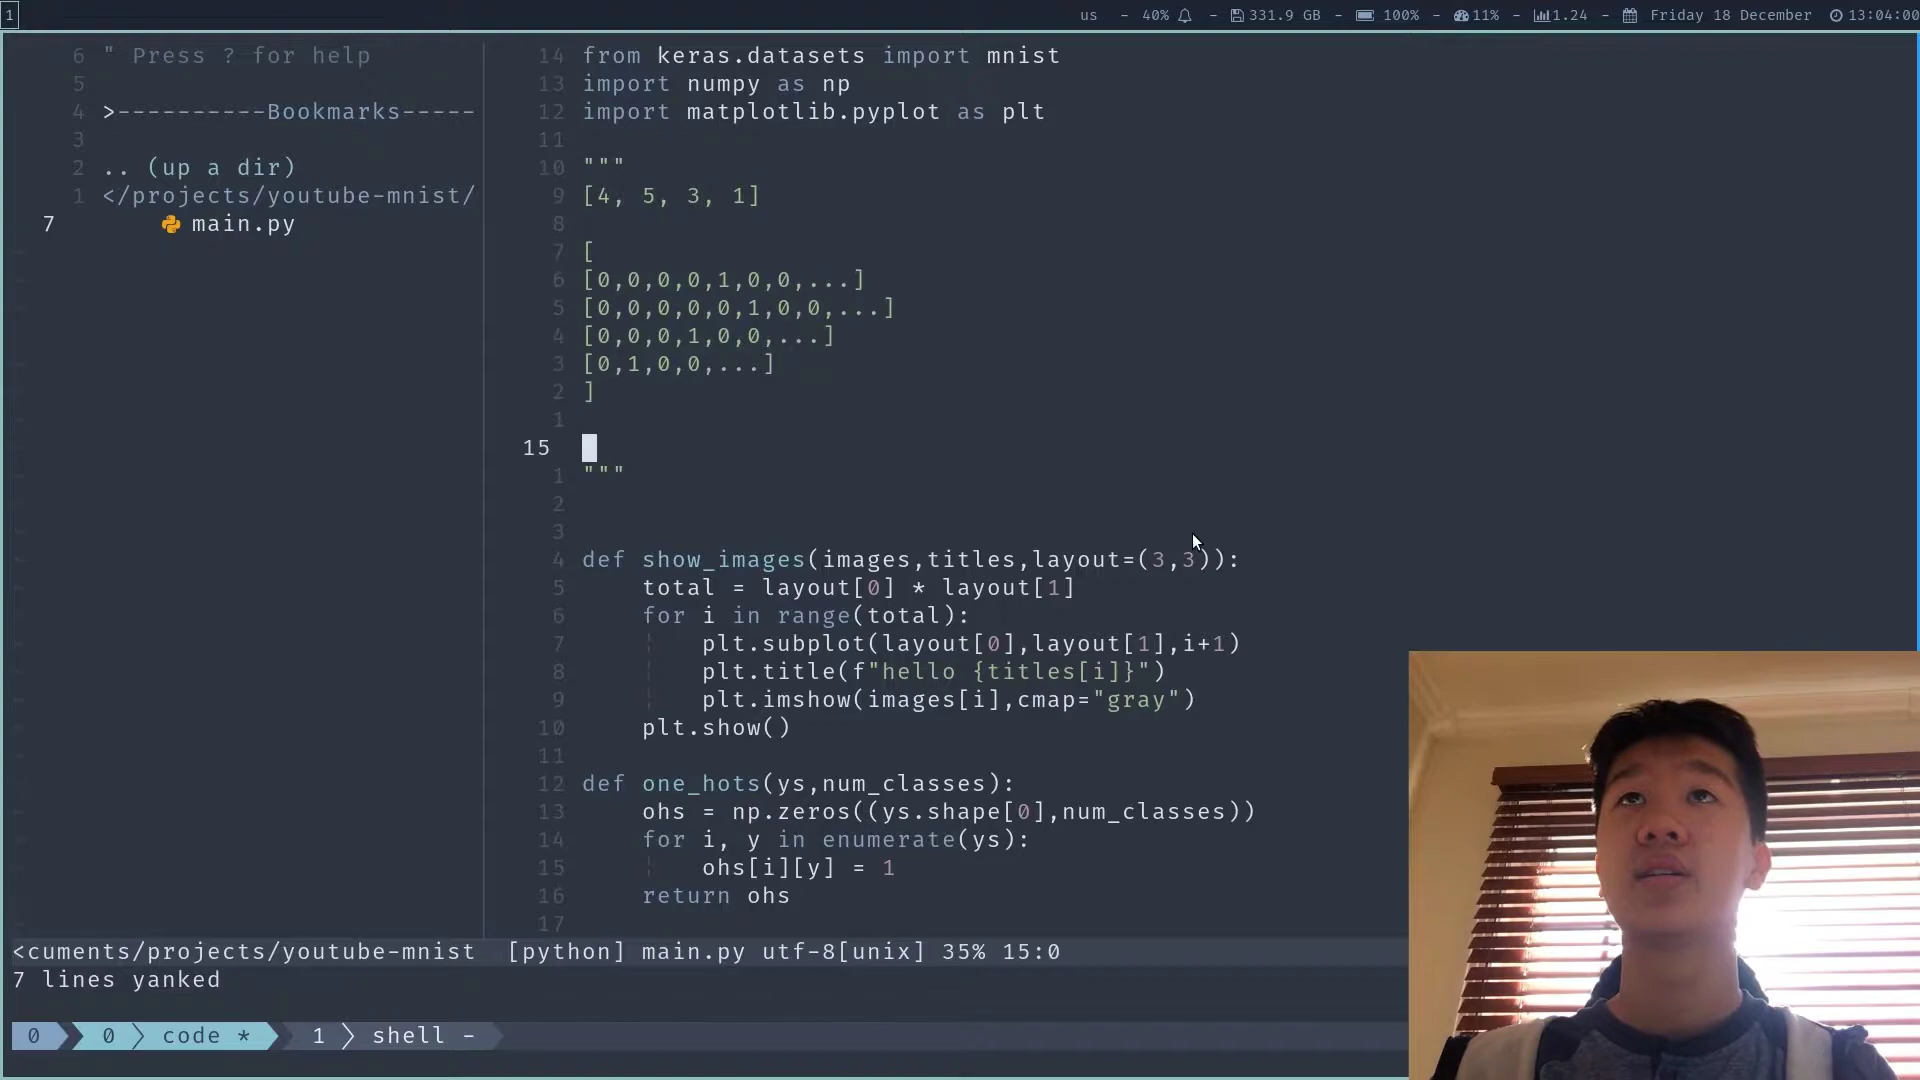 1
us - 40% - 331.9 GB - 100% - 11% - 1.24 - Friday 18 December 13:04:00
6 " Press ? for help
5
4 >----------Bookmarks-----
3
2 .. (up a dir)
1 </projects/youtube-mnist/
7 main.py
14 from keras.datasets import mnist
13 import numpy as np
12 import matplotlib.pyplot as plt
11
10 """
9 [4, 5, 3, 1]
8
7 [
6 [0,0,0,0,1,0,0,...]
5 [0,0,0,0,0,1,0,0,...]
4 [0,0,0,1,0,0,...]
3 [0,1,0,0,...]
2 ]
1
15
1 """
2
3
4 def show_images(images,titles,layout=(3,3)):
5 total = layout[0] * layout[1]
6 for i in range(total):
7 plt.subplot(layout[0],layout[1],i+1)
8 plt.title(f"hello {titles[i]}")
9 plt.imshow(images[i],cmap="gray")
10 plt.show()
11
12 def one_hots(ys,num_classes):
13 ohs = np.zeros((ys.shape[0],num_classes))
14 for i, y in enumerate(ys):
15 ohs[i][y] = 1
16 return ohs
17
<cuments/projects/youtube-mnist [python] main.py utf-8[unix] 35% 15:0
7 lines yanked
0 0 code * 1 shell -